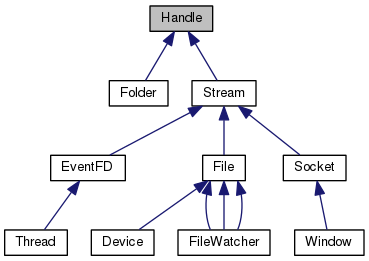 Handle
Folder
Stream
EventFD
File
Socket
Thread
Device
FileWatcher
Window